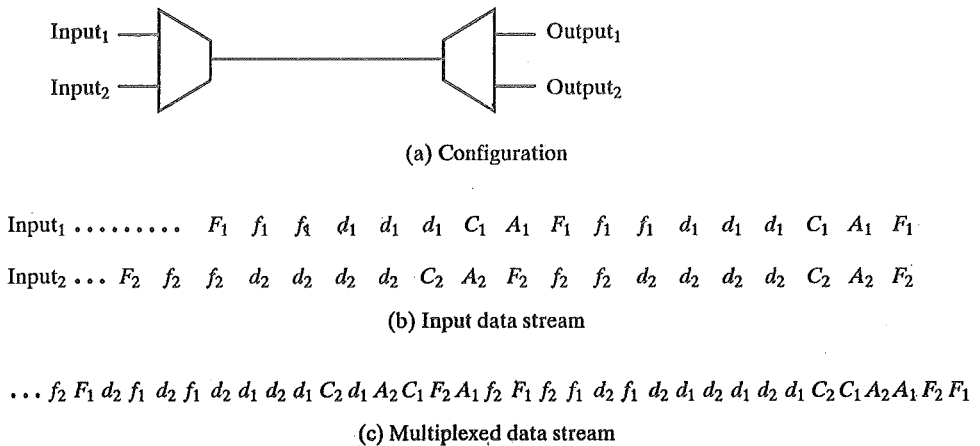 Input₁ Output₁
Input₂ Output₂
(a) Configuration
Input₁ ......... F₁ f₁ f₁ d₁ d₁ d₁ C₁ A₁ F₁ f₁ f₁ d₁ d₁ d₁ C₁ A₁ F₁
Input₂ ... F₂ f₂ f₂ d₂ d₂ d₂ d₂ C₂ A₂ F₂ f₂ f₂ d₂ d₂ d₂ d₂ C₂ A₂ F₂
(b) Input data stream
... f₂ F₁ d₂ f₁ d₂ f₁ d₂ d₁ d₂ d₁ C₂ d₁ A₂ C₁ F₂ A₁ f₂ F₁ f₂ f₁ d₂ f₁ d₂ d₁ d₂ d₁ d₂ d₁ C₂ C₁ A₂ A₁ F₂ F₁
(c) Multiplexed data stream